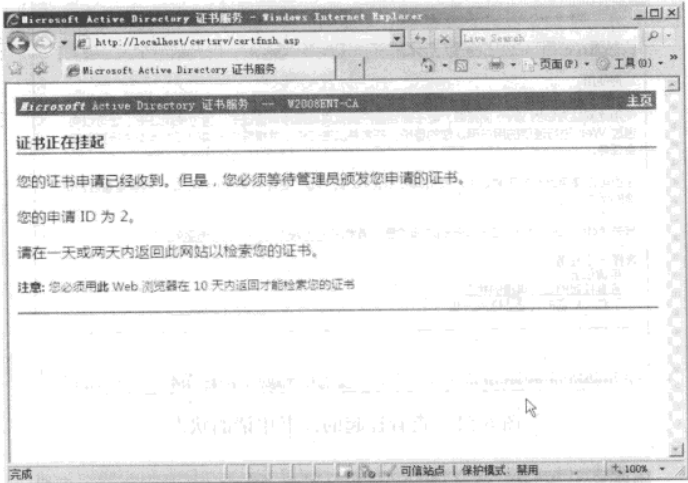 Microsoft Active Directory 证书服务 - Windows Internet Explorer
http://localhost/certsrv/certfnsh.asp
Live Search
Microsoft Active Directory 证书服务
页面(P)
工具(O)
Microsoft Active Directory 证书服务 -- W2008ENT-CA
主页
证书正在挂起
您的证书申请已经收到。但是，您必须等待管理员颁发您申请的证书。
您的申请 ID 为 2。
请在一天或两天内返回此网站以检索您的证书。
注意: 您必须用此 Web 浏览器在 10 天内返回才能检索您的证书
完成
可信站点 | 保护模式: 禁用
100%